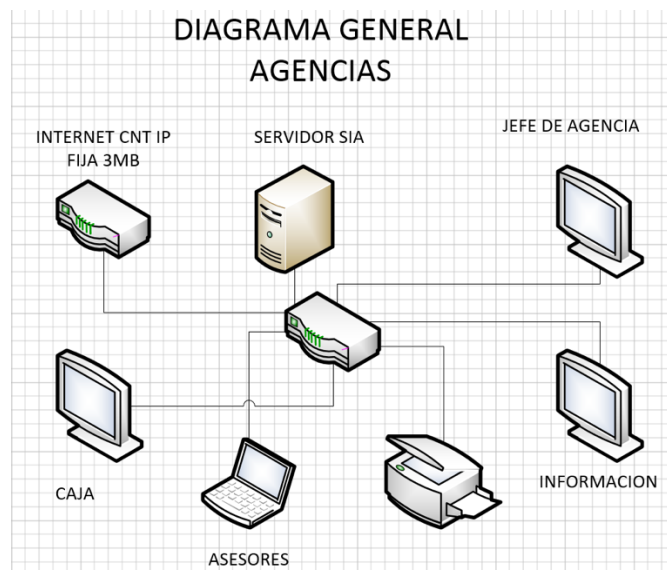 DIAGRAMA GENERAL
AGENCIAS
INTERNET CNT IP
FIJA 3MB
SERVIDOR SIA
JEFE DE AGENCIA
CAJA
ASESORES
INFORMACION